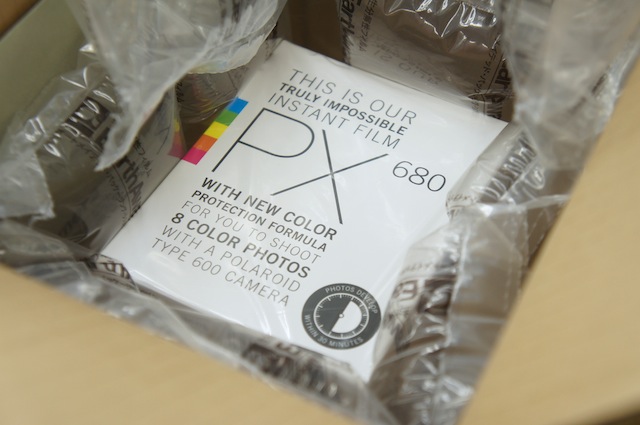 THIS IS OUR
TRULY IMPOSSIBLE
INSTANT FILM
PX 680
WITH NEW COLOR
PROTECTION FORMULA
FOR YOU TO SHOOT
8 COLOR PHOTOS
WITH A POLAROID
TYPE 600 CAMERA
PHOTOS DEVELOP
WITHIN 30 MINUTES